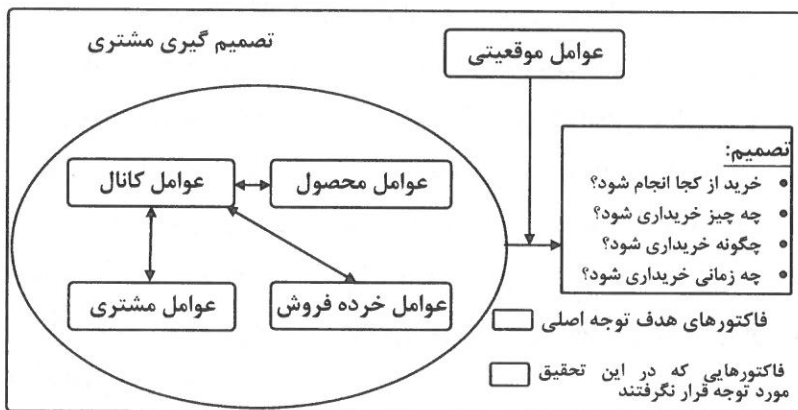 تصمیم گیری مشتری
عوامل موقعیتی
عوامل کانال
عوامل محصول
عوامل مشتری
عوامل خرده فروش
تصمیم:
• خرید از کجا انجام شود؟
• چه چیز خریداری شود؟
• چگونه خریداری شود؟
• چه زمانی خریداری شود؟
فاکتورهای هدف توجه اصلی
فاکتورهایی که در این تحقیق
مورد توجه قرار نگرفتند